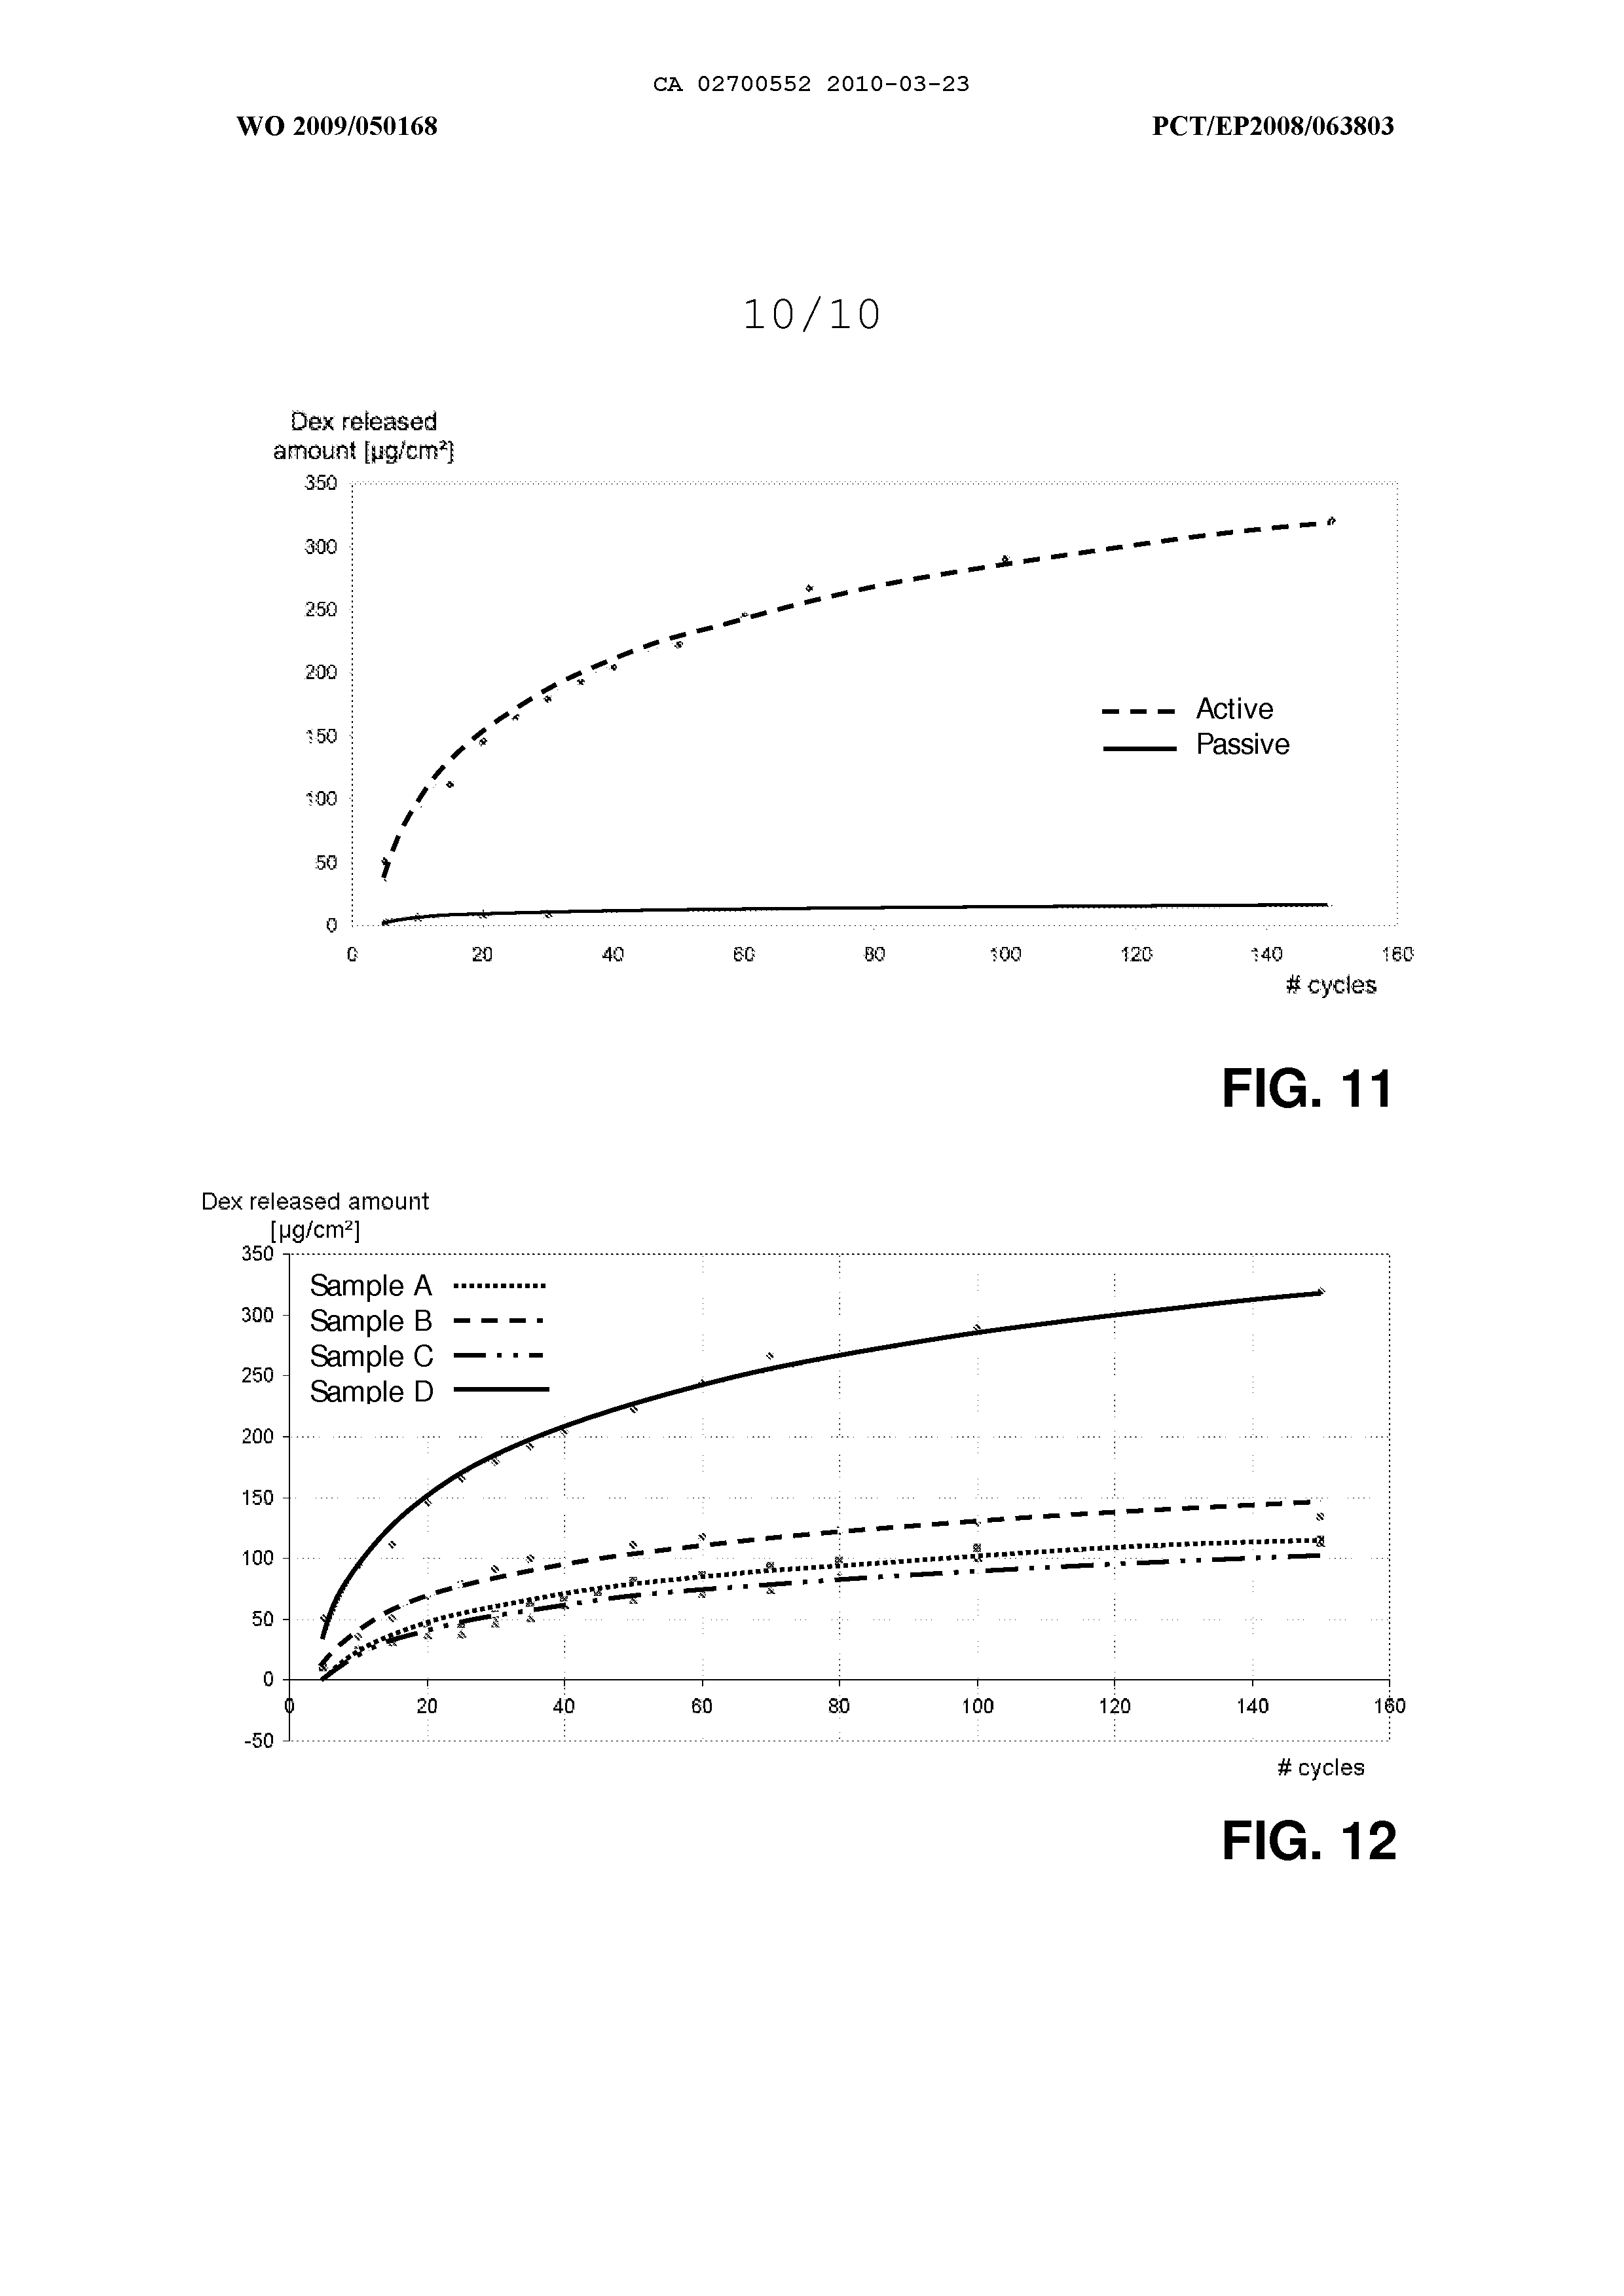 CA 02700552 2010-03-23
WO 2009/050168 PCT/EP2008/063803
10/10
Dex released
amount [µg/cm²]
350
300
250
200
150
100
50
0
Active
Passive
0 20 40 60 80 100 120 140 160
# cycles
FIG. 11
Dex released amount
[µg/cm²]
350
300
250
200
150
100
50
0
-50
Sample A
Sample B
Sample C
Sample D
0 20 40 60 80 100 120 140 160
# cycles
FIG. 12